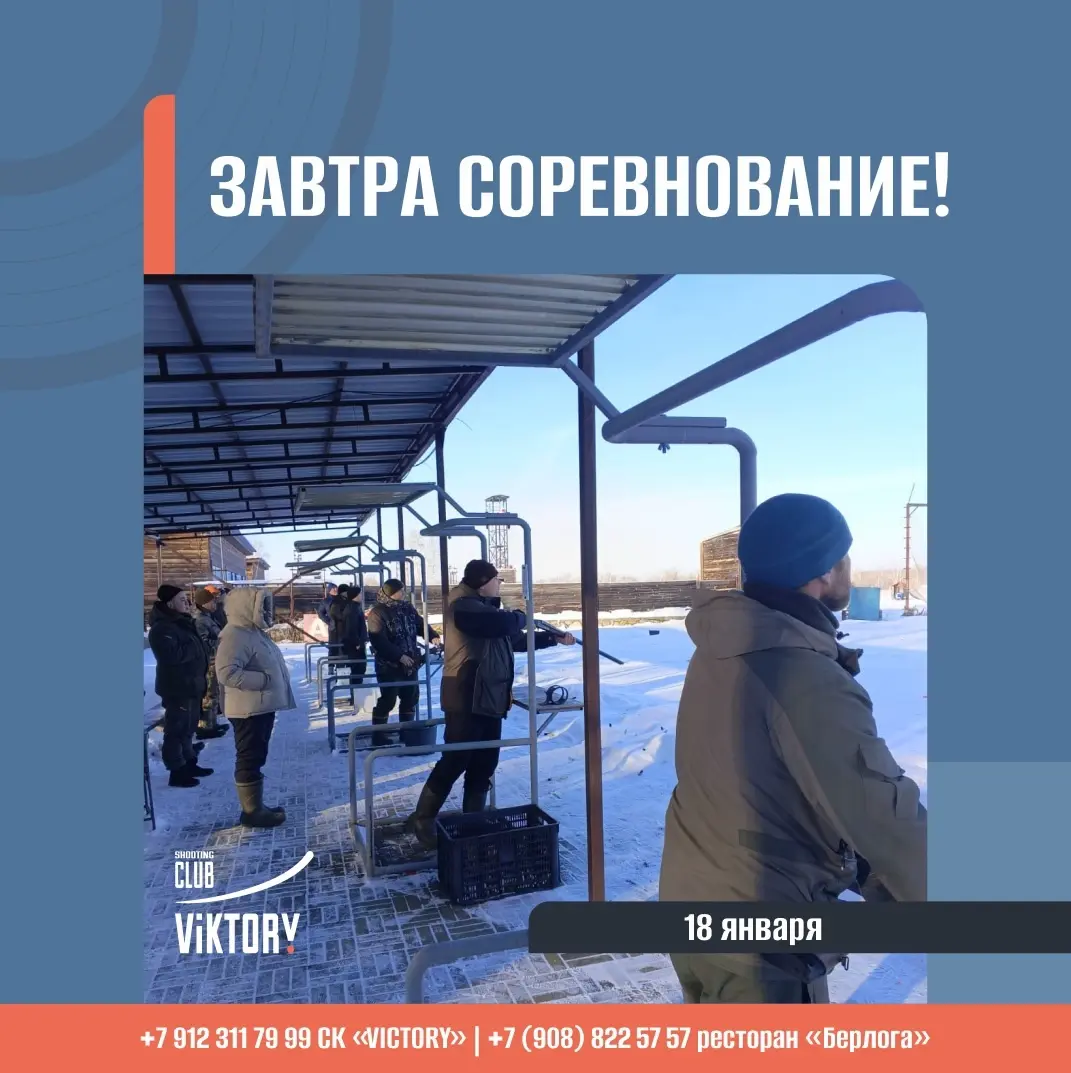 ЗАВТРА СОРЕВНОВАНИЕ!
SHOOTING
CLUB
ViKTORY
18 января
+7 912 311 79 99 СК «VICTORY» | +7 (908) 822 57 57 ресторан «Берлога»